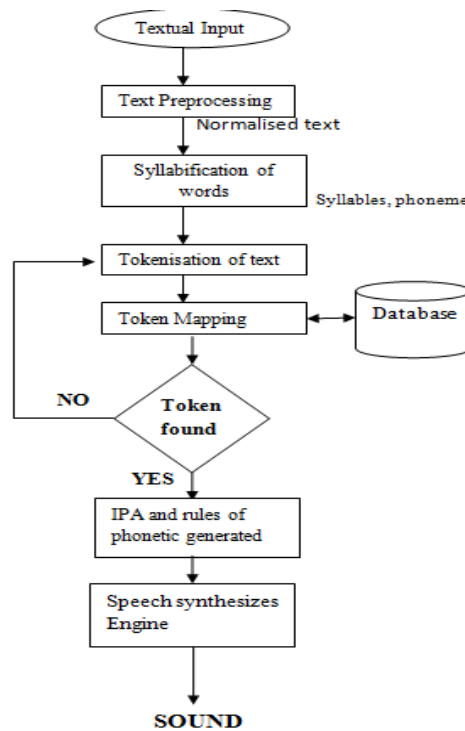 Textual Input
Text Preprocessing
Normalised text
Syllabification of
words
Syllables, phoneme
Tokenisation of text
Token Mapping
Database
NO
Token
found
YES
IPA and rules of
phonetic generated
Speech synthesizes
Engine
SOUND